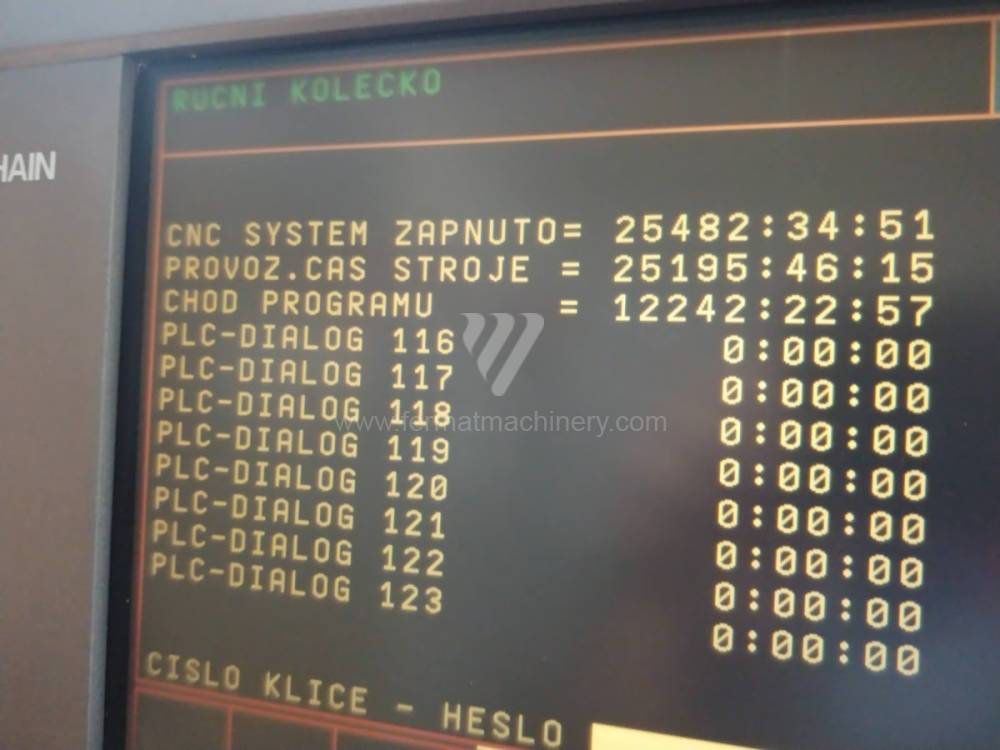 RUCNI KOLECKO
HAIN
CNC SYSTEM ZAPNUTO= 25482:34:51
PROVOZ.CAS STROJE = 25195:46:15
CHOD PROGRAMU = 12242:22:57
PLC-DIALOG 116 0:00:00
PLC-DIALOG 117 0:00:00
PLC-DIALOG 118 0:00:00
www.formatmachinery.com
PLC-DIALOG 119 0:00:00
PLC-DIALOG 120 0:00:00
PLC-DIALOG 121 0:00:00
PLC-DIALOG 122 0:00:00
PLC-DIALOG 123 0:00:00
CISLO KLICE - HESLO